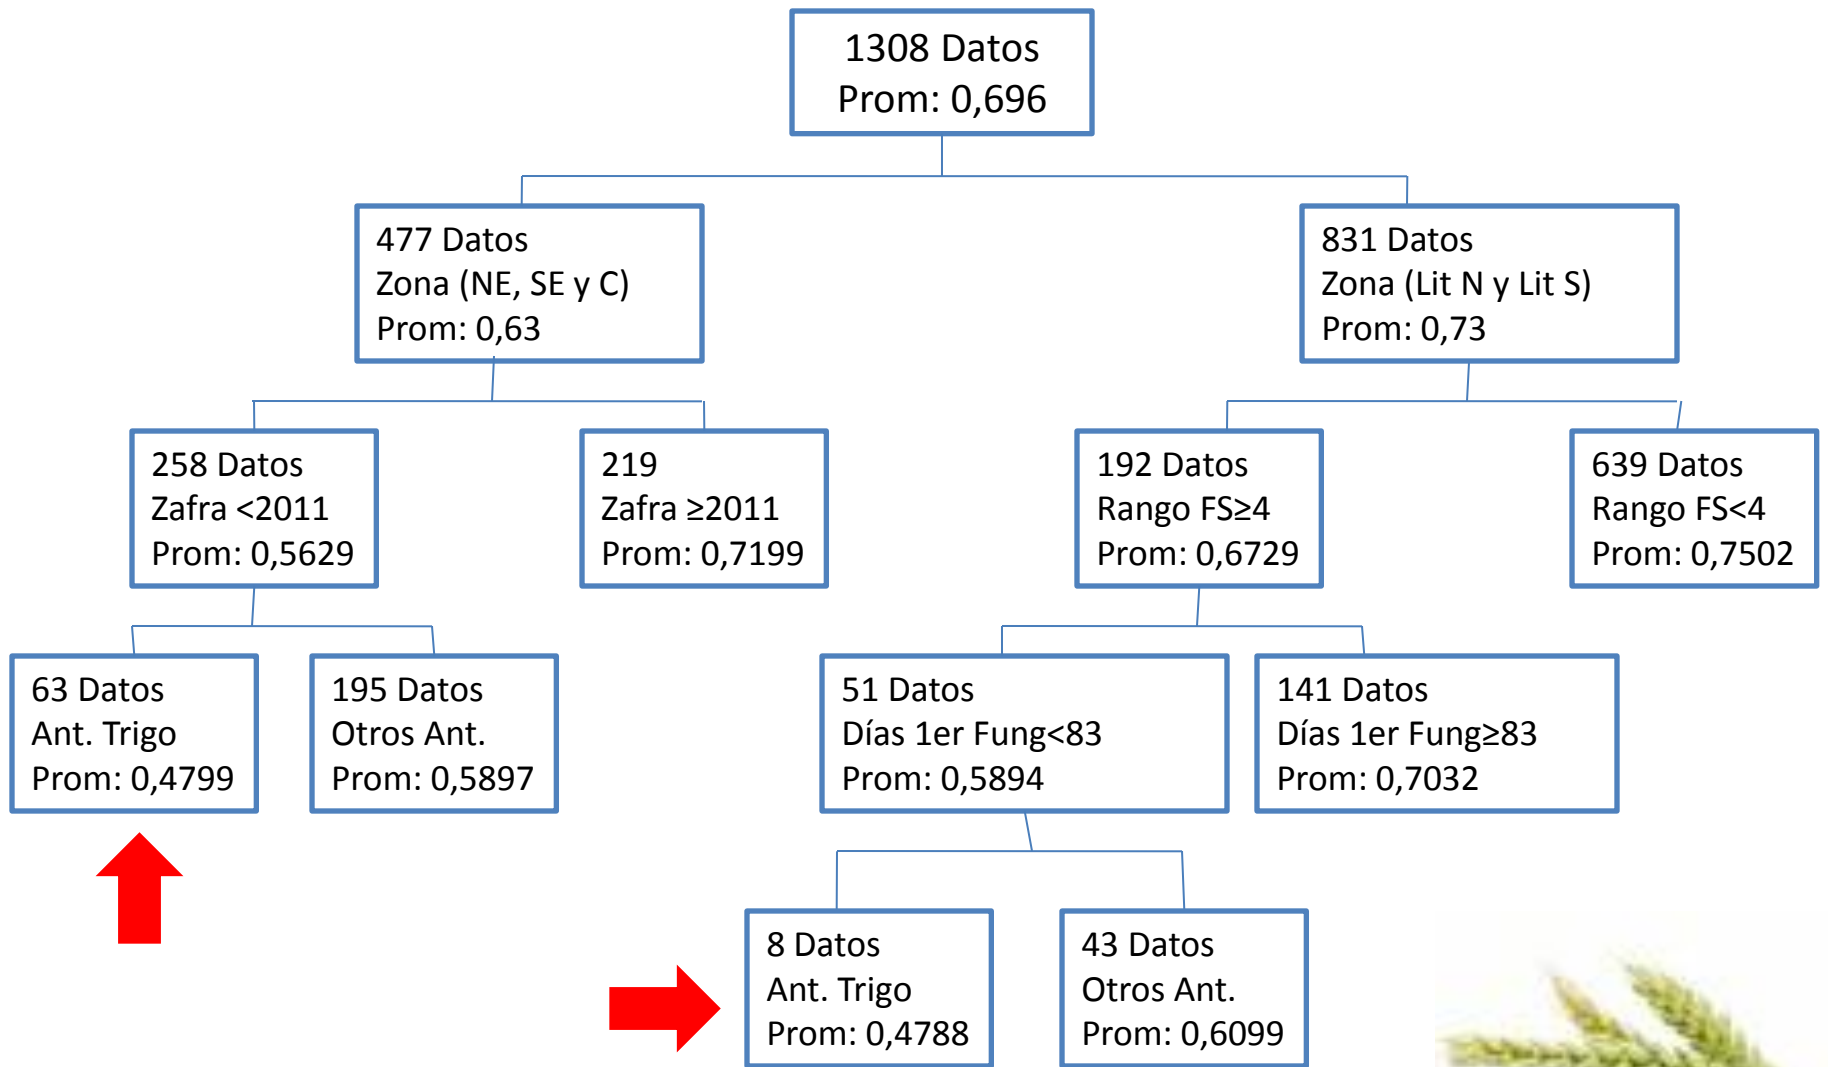 1308 Datos
Prom: 0,696
477 Datos
Zona (NE, SE y C)
Prom: 0,63
831 Datos
Zona (Lit N y Lit S)
Prom: 0,73
258 Datos
Zafra <2011
Prom: 0,5629
219
Zafra ≥2011
Prom: 0,7199
192 Datos
Rango FS≥4
Prom: 0,6729
639 Datos
Rango FS<4
Prom: 0,7502
63 Datos
Ant. Trigo
Prom: 0,4799
195 Datos
Otros Ant.
Prom: 0,5897
51 Datos
Días 1er Fung<83
Prom: 0,5894
141 Datos
Días 1er Fung≥83
Prom: 0,7032
8 Datos
Ant. Trigo
Prom: 0,4788
43 Datos
Otros Ant.
Prom: 0,6099